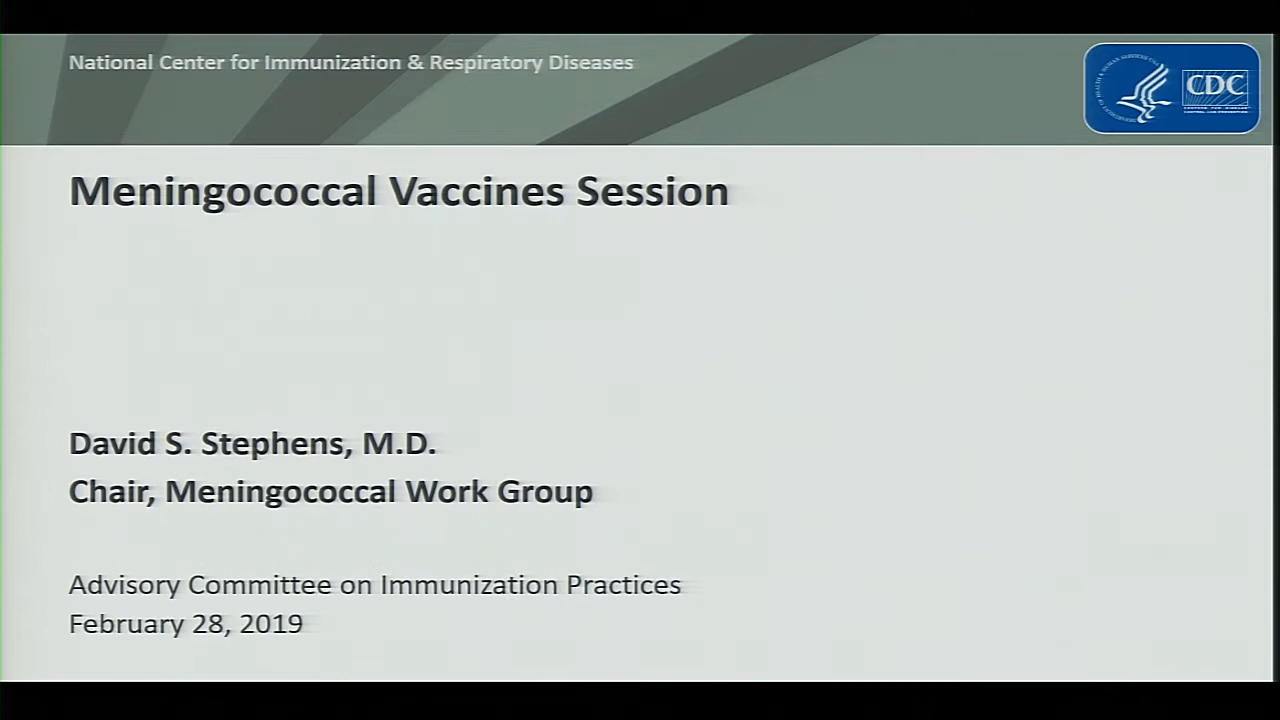 National Center for Immunization & Respiratory Diseases
CDC
Meningococcal Vaccines Session
David S. Stephens, M.D.
Chair, Meningococcal Work Group
Advisory Committee on Immunization Practices
February 28, 2019